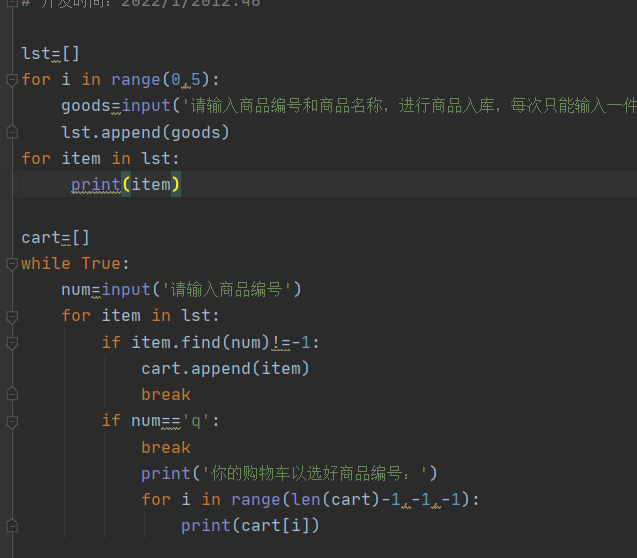 # 开发时间：2022/1/2012:46
lst=[]
for i in range(0,5):
    goods=input('请输入商品编号和商品名称，进行商品入库，每次只能输入一件
    lst.append(goods)
for item in lst:
     print(item)
cart=[]
while True:
    num=input('请输入商品编号')
    for item in lst:
        if item.find(num)!=-1:
            cart.append(item)
            break
        if num=='q':
            break
            print('你的购物车以选好商品编号：')
            for i in range(len(cart)-1,-1,-1):
                print(cart[i])